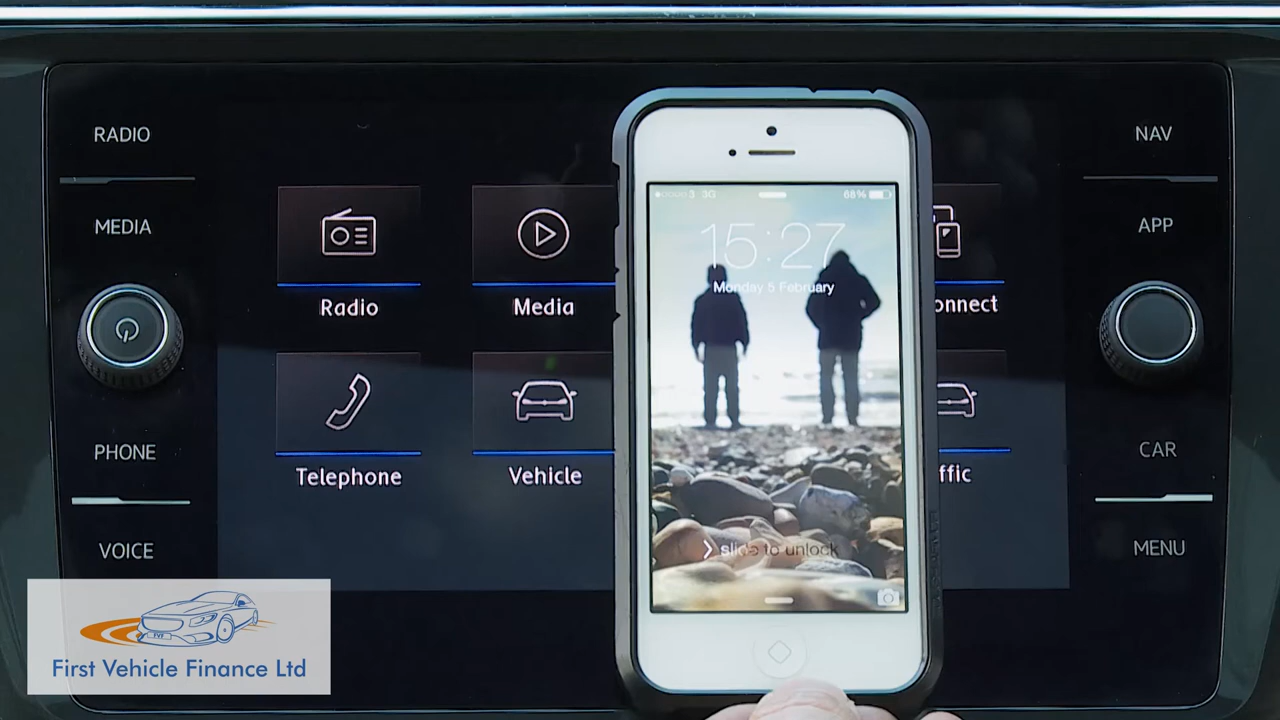 RADIO
MEDIA
PHONE
VOICE
Radio
Media
Telephone
Vehicle
3 3G
68%
15:27
Monday 5 February
slide to unlock
onnect
ffic
NAV
APP
CAR
MENU
First Vehicle Finance Ltd